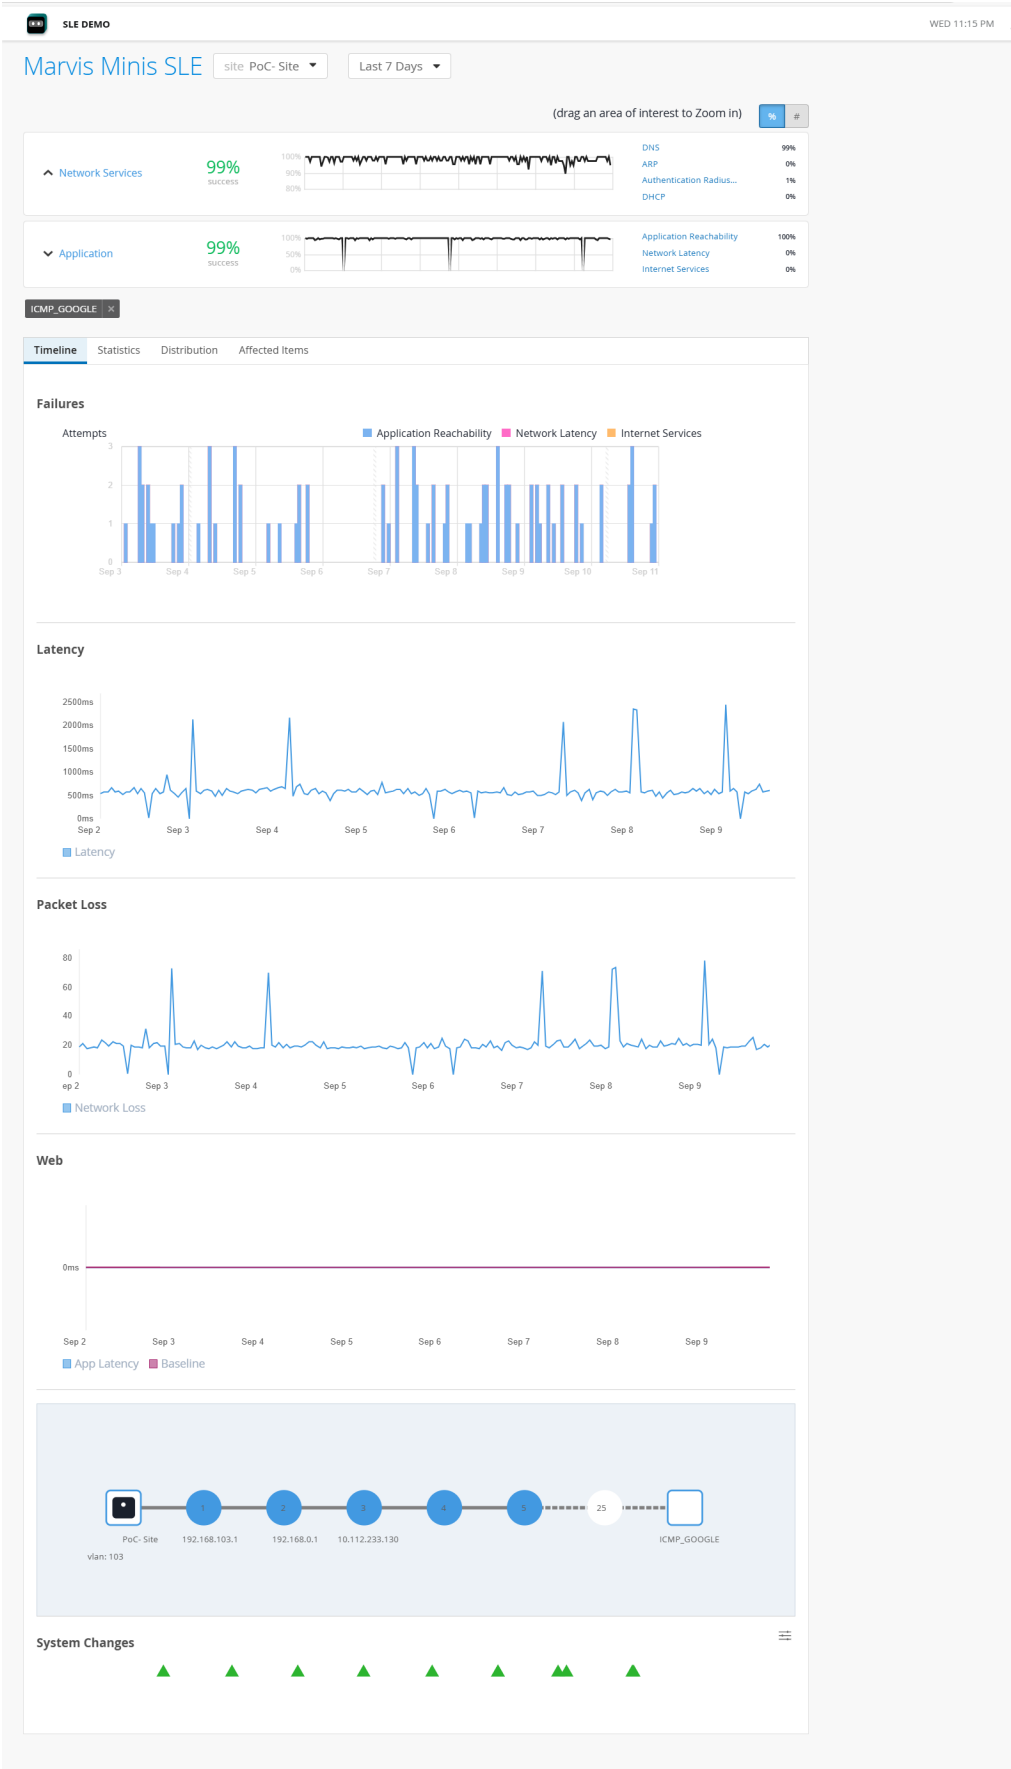 SLE DEMO
WED 11:15 PM
Marvis Minis SLE
site PoC- Site
Last 7 Days
(drag an area of interest to Zoom in)
%
#
Network Services
99%
success
100%
90%
80%
DNS 99%
ARP 0%
Authentication Radius... 1%
DHCP 0%
Application
99%
success
100%
50%
0%
Application Reachability 100%
Network Latency 0%
Internet Services 0%
ICMP_GOOGLE ×
Timeline Statistics Distribution Affected Items
Failures
Attempts
Application Reachability Network Latency Internet Services
3
2
1
0
Sep 3 Sep 4 Sep 5 Sep 6 Sep 7 Sep 8 Sep 9 Sep 10 Sep 11
Latency
2500ms
2000ms
1500ms
1000ms
500ms
0ms
Sep 2 Sep 3 Sep 4 Sep 5 Sep 6 Sep 7 Sep 8 Sep 9
Latency
Packet Loss
80
60
40
20
0
ep 2 Sep 3 Sep 4 Sep 5 Sep 6 Sep 7 Sep 8 Sep 9
Network Loss
Web
0ms
Sep 2 Sep 3 Sep 4 Sep 5 Sep 6 Sep 7 Sep 8 Sep 9
App Latency Baseline
1 2 3 4 5 25
PoC- Site 192.168.103.1 192.168.0.1 10.112.233.130 ICMP_GOOGLE
vlan: 103
System Changes